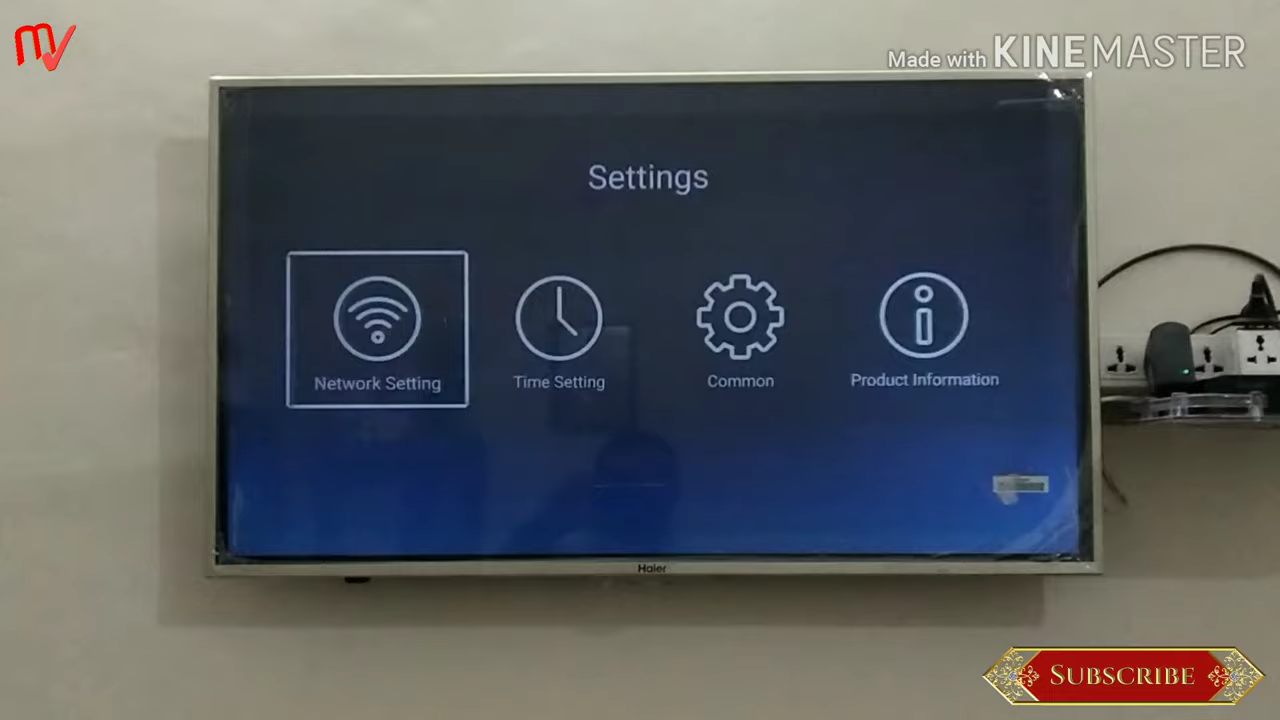 Made with KINEMASTER
Settings
Network Setting
Time Setting
Common
Product Information
Haier
SUBSCRIBE